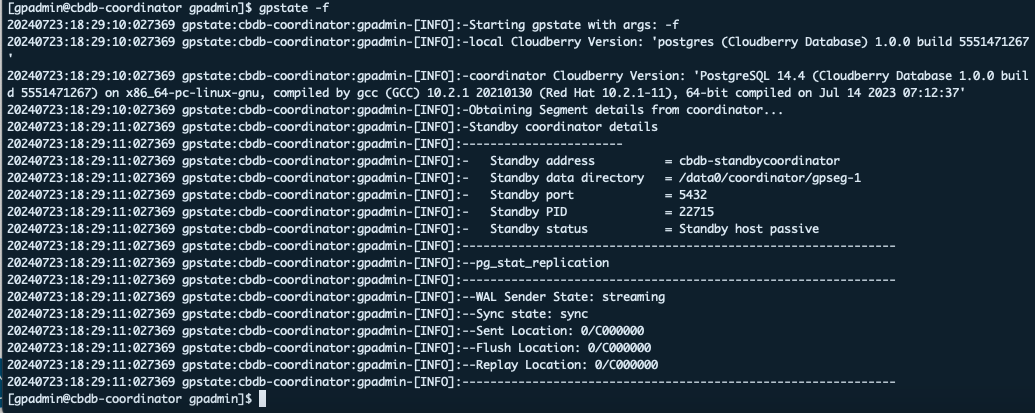 [gpadmin@cbdb-coordinator gpadmin]$ gpstate -f
20240723:18:29:10:027369 gpstate:cbdb-coordinator:gpadmin-[INFO]:-Starting gpstate with args: -f
20240723:18:29:10:027369 gpstate:cbdb-coordinator:gpadmin-[INFO]:-local Cloudberry Version: 'postgres (Cloudberry Database) 1.0.0 build 5551471267
'
20240723:18:29:10:027369 gpstate:cbdb-coordinator:gpadmin-[INFO]:-coordinator Cloudberry Version: 'PostgreSQL 14.4 (Cloudberry Database 1.0.0 buil
d 5551471267) on x86_64-pc-linux-gnu, compiled by gcc (GCC) 10.2.1 20210130 (Red Hat 10.2.1-11), 64-bit compiled on Jul 14 2023 07:12:37'
20240723:18:29:10:027369 gpstate:cbdb-coordinator:gpadmin-[INFO]:-Obtaining Segment details from coordinator...
20240723:18:29:11:027369 gpstate:cbdb-coordinator:gpadmin-[INFO]:-Standby coordinator details
20240723:18:29:11:027369 gpstate:cbdb-coordinator:gpadmin-[INFO]:-----------------------
20240723:18:29:11:027369 gpstate:cbdb-coordinator:gpadmin-[INFO]:-   Standby address          = cbdb-standbycoordinator
20240723:18:29:11:027369 gpstate:cbdb-coordinator:gpadmin-[INFO]:-   Standby data directory   = /data0/coordinator/gpseg-1
20240723:18:29:11:027369 gpstate:cbdb-coordinator:gpadmin-[INFO]:-   Standby port             = 5432
20240723:18:29:11:027369 gpstate:cbdb-coordinator:gpadmin-[INFO]:-   Standby PID              = 22715
20240723:18:29:11:027369 gpstate:cbdb-coordinator:gpadmin-[INFO]:-   Standby status           = Standby host passive
20240723:18:29:11:027369 gpstate:cbdb-coordinator:gpadmin-[INFO]:--------------------------------------------------------------
20240723:18:29:11:027369 gpstate:cbdb-coordinator:gpadmin-[INFO]:--pg_stat_replication
20240723:18:29:11:027369 gpstate:cbdb-coordinator:gpadmin-[INFO]:--------------------------------------------------------------
20240723:18:29:11:027369 gpstate:cbdb-coordinator:gpadmin-[INFO]:--WAL Sender State: streaming
20240723:18:29:11:027369 gpstate:cbdb-coordinator:gpadmin-[INFO]:--Sync state: sync
20240723:18:29:11:027369 gpstate:cbdb-coordinator:gpadmin-[INFO]:--Sent Location: 0/C000000
20240723:18:29:11:027369 gpstate:cbdb-coordinator:gpadmin-[INFO]:--Flush Location: 0/C000000
20240723:18:29:11:027369 gpstate:cbdb-coordinator:gpadmin-[INFO]:--Replay Location: 0/C000000
20240723:18:29:11:027369 gpstate:cbdb-coordinator:gpadmin-[INFO]:--------------------------------------------------------------
[gpadmin@cbdb-coordinator gpadmin]$